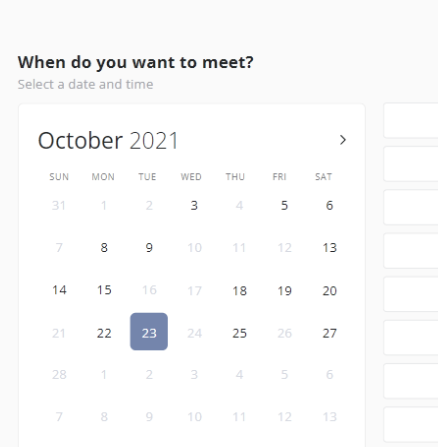 When do you want to meet?
Select a date and time
October 2021 >
SUN MON TUE WED THU FRI SAT
31 1 2 3 4 5 6
7 8 9 10 11 12 13
14 15 16 17 18 19 20
21 22 23 24 25 26 27
28 1 2 3 4 5 6
7 8 9 10 11 12 13